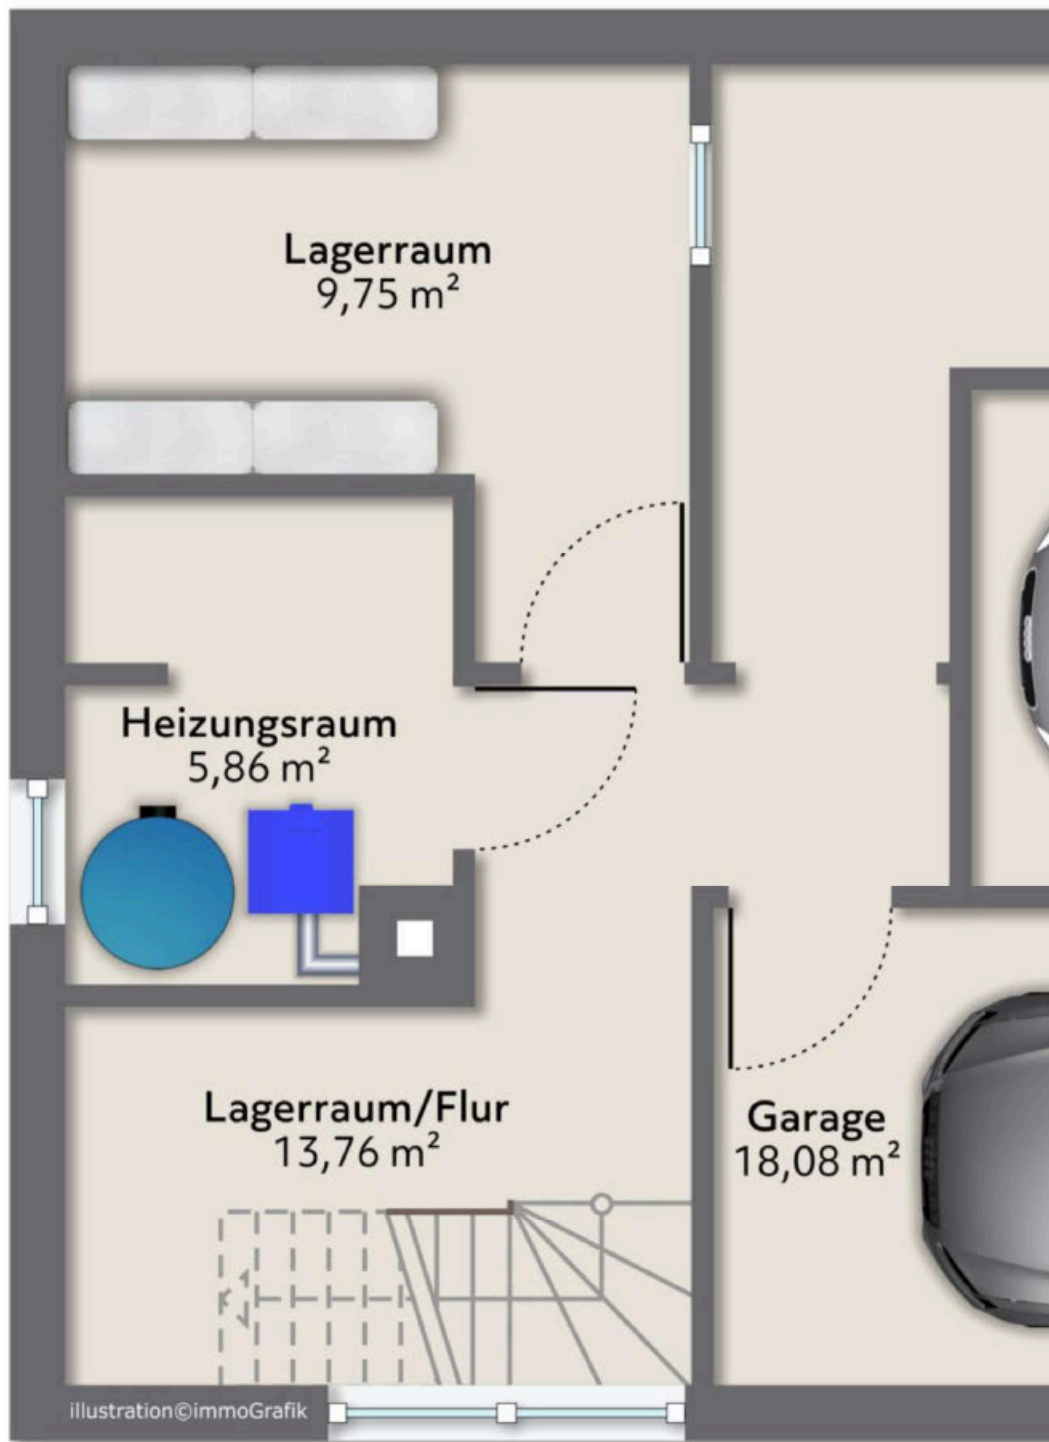 Lagerraum
9,75 m²
Heizungsraum
5,86 m²
Lagerraum/Flur
13,76 m²
Garage
18,08 m²
illustration©immoGrafik